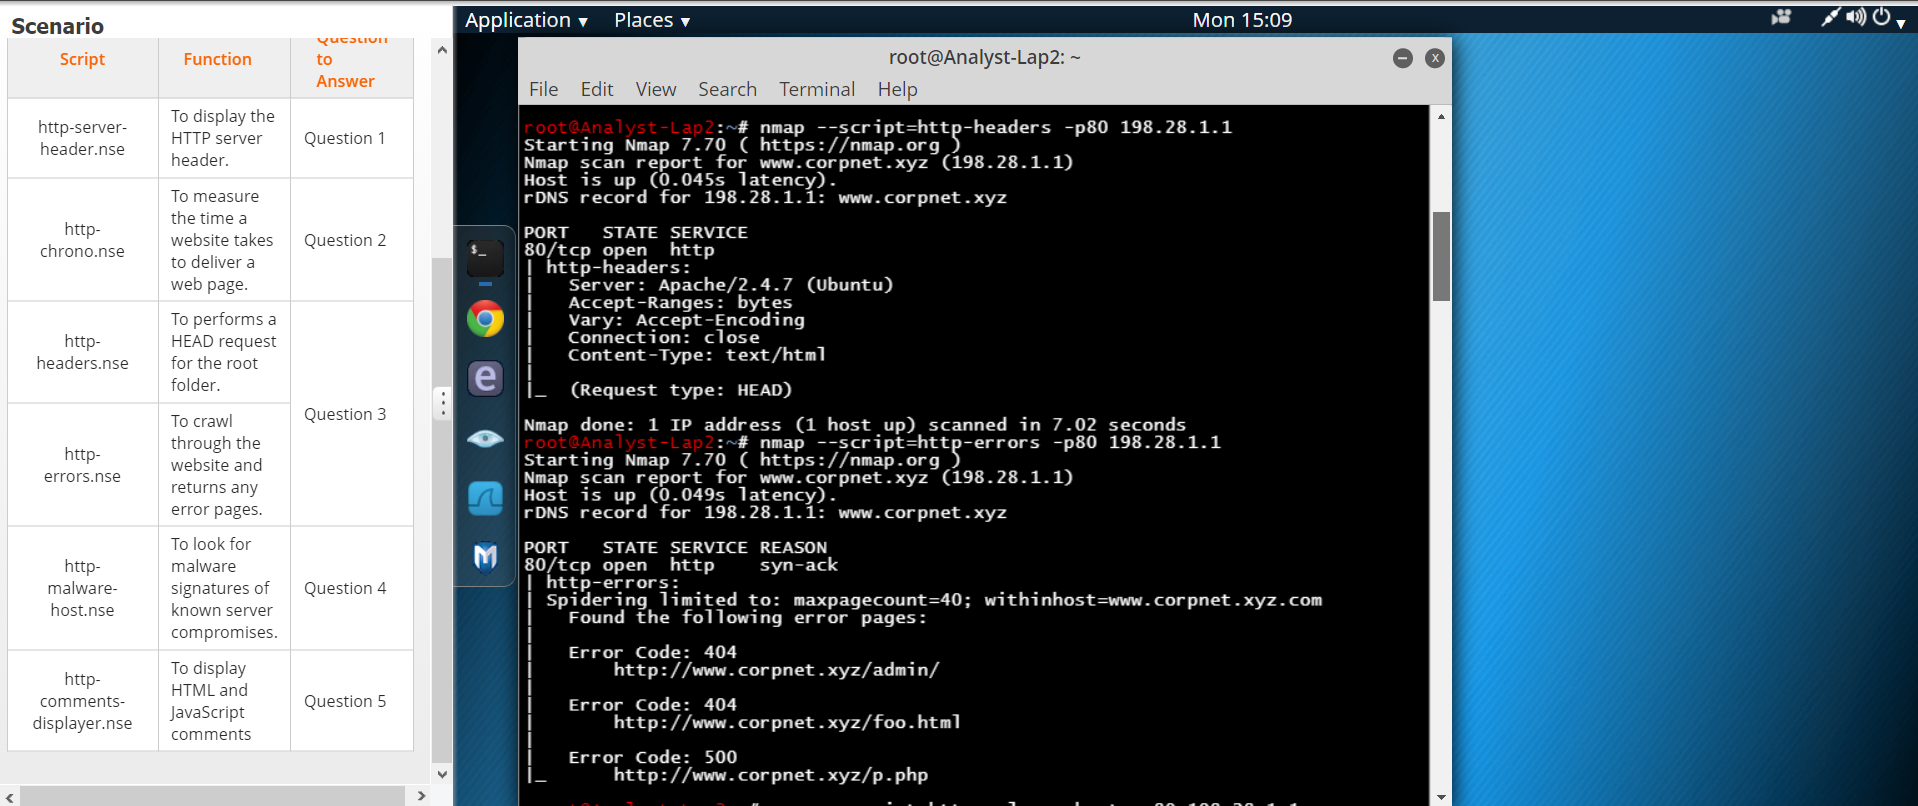 Scenario
Script
Function
Question
to
Answer
http-server-
header.nse
To display the
HTTP server
header.
Question 1
http-
chrono.nse
To measure
the time a
website takes
to deliver a
web page.
Question 2
http-
headers.nse
To performs a
HEAD request
for the root
folder.
Question 3
http-
errors.nse
To crawl
through the
website and
returns any
error pages.
http-
malware-
host.nse
To look for
malware
signatures of
known server
compromises.
Question 4
http-
comments-
displayer.nse
To display
HTML and
JavaScript
comments
Question 5
Application ▼ Places ▼ Mon 15:09
root@Analyst-Lap2: ~
File Edit View Search Terminal Help
root@Analyst-Lap2:~# nmap --script=http-headers -p80 198.28.1.1
Starting Nmap 7.70 ( https://nmap.org )
Nmap scan report for www.corpnet.xyz (198.28.1.1)
Host is up (0.045s latency).
rDNS record for 198.28.1.1: www.corpnet.xyz
PORT   STATE SERVICE
80/tcp open  http
| http-headers:
|   Server: Apache/2.4.7 (Ubuntu)
|   Accept-Ranges: bytes
|   Vary: Accept-Encoding
|   Connection: close
|   Content-Type: text/html
|
|_  (Request type: HEAD)
Nmap done: 1 IP address (1 host up) scanned in 7.02 seconds
root@Analyst-Lap2:~# nmap --script=http-errors -p80 198.28.1.1
Starting Nmap 7.70 ( https://nmap.org )
Nmap scan report for www.corpnet.xyz (198.28.1.1)
Host is up (0.049s latency).
rDNS record for 198.28.1.1: www.corpnet.xyz
PORT   STATE SERVICE REASON
80/tcp open  http    syn-ack
| http-errors:
| Spidering limited to: maxpagecount=40; withinhost=www.corpnet.xyz.com
|   Found the following error pages:
|
|   Error Code: 404
|       http://www.corpnet.xyz/admin/
|
|   Error Code: 404
|       http://www.corpnet.xyz/foo.html
|
|   Error Code: 500
|_      http://www.corpnet.xyz/p.php